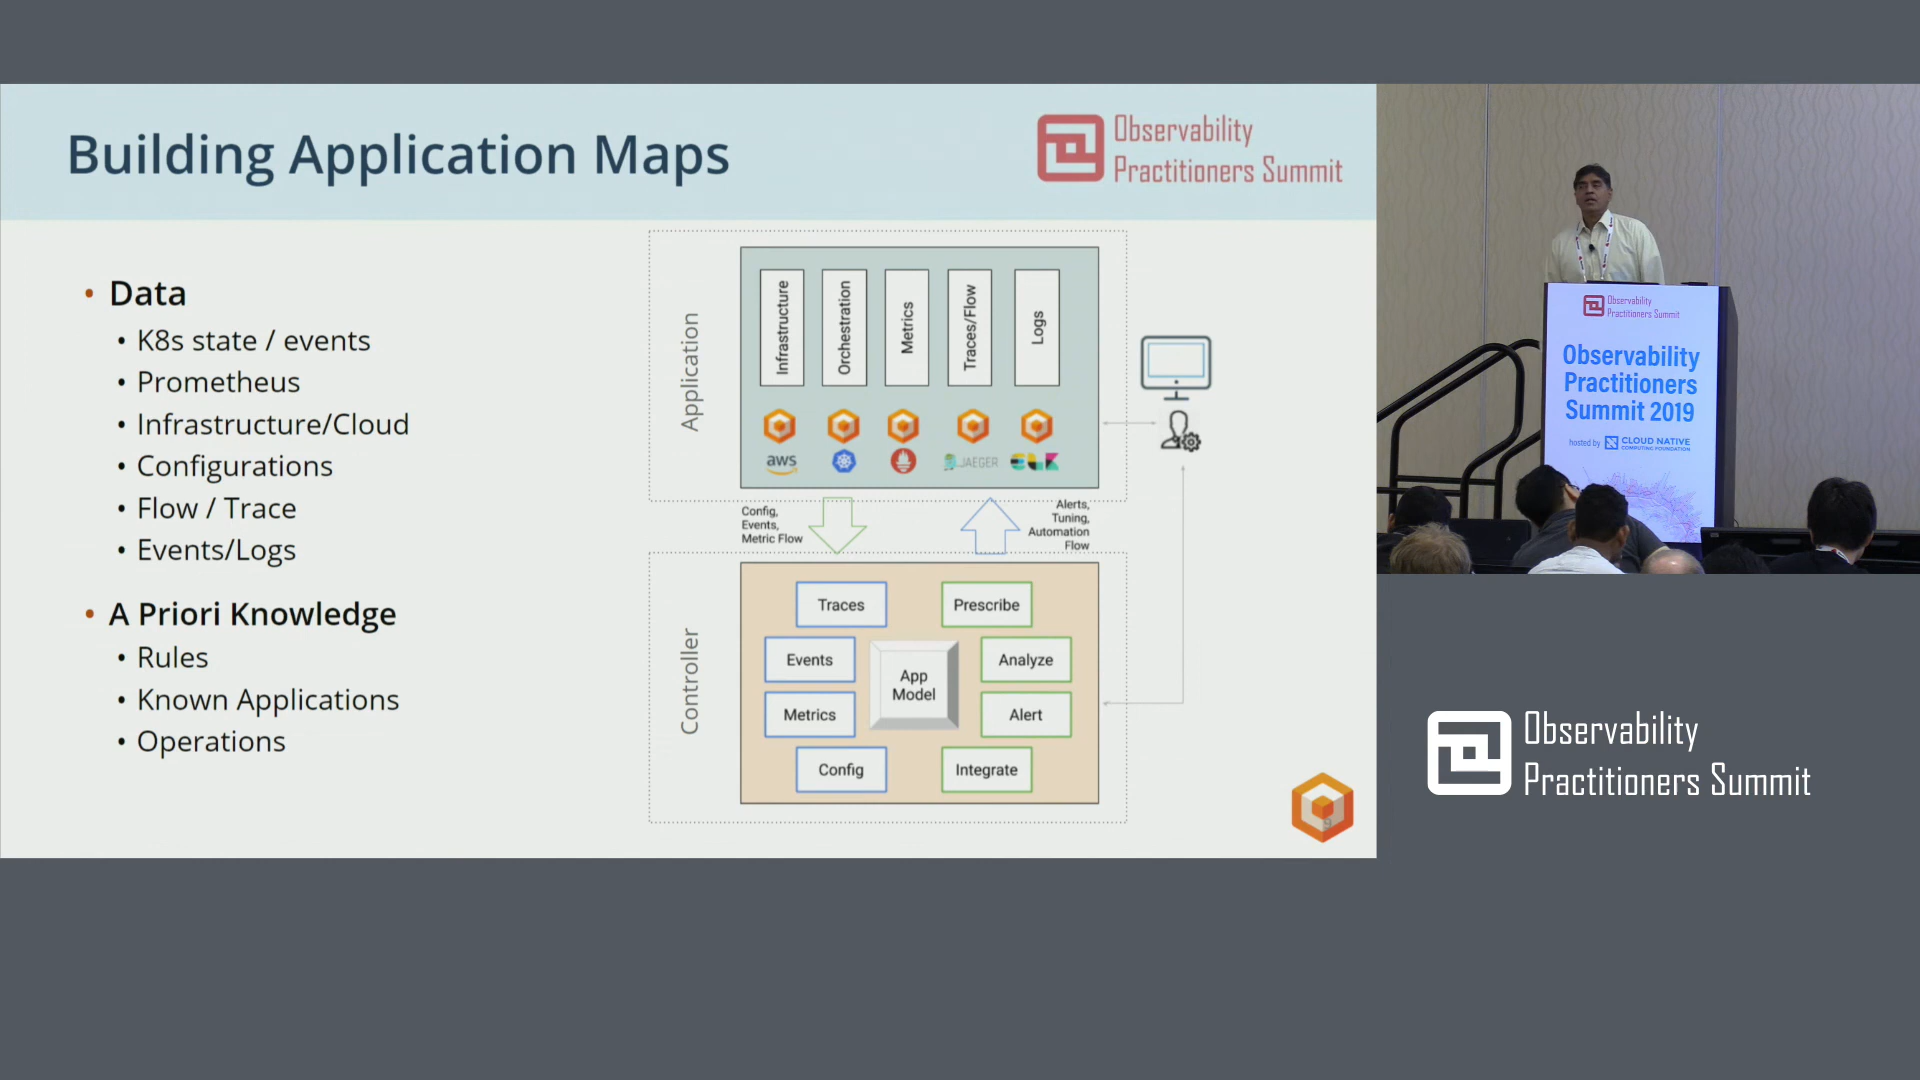 Building Application Maps
Observability
Practitioners Summit
• Data
• K8s state / events
• Prometheus
• Infrastructure/Cloud
• Configurations
• Flow / Trace
• Events/Logs
• A Priori Knowledge
• Rules
• Known Applications
• Operations
Application
Infrastructure
Orchestration
Metrics
Traces/Flow
Logs
aws
JAEGER
Config,
Events,
Metric Flow
Alerts,
Tuning,
Automation
Flow
Controller
Traces
Events
Metrics
Config
App
Model
Prescribe
Analyze
Alert
Integrate
9
Observability
Practitioners Summit
Observability
Practitioners
Summit 2019
hosted by CLOUD NATIVE
COMPUTING FOUNDATION
Observability
Practitioners Summit